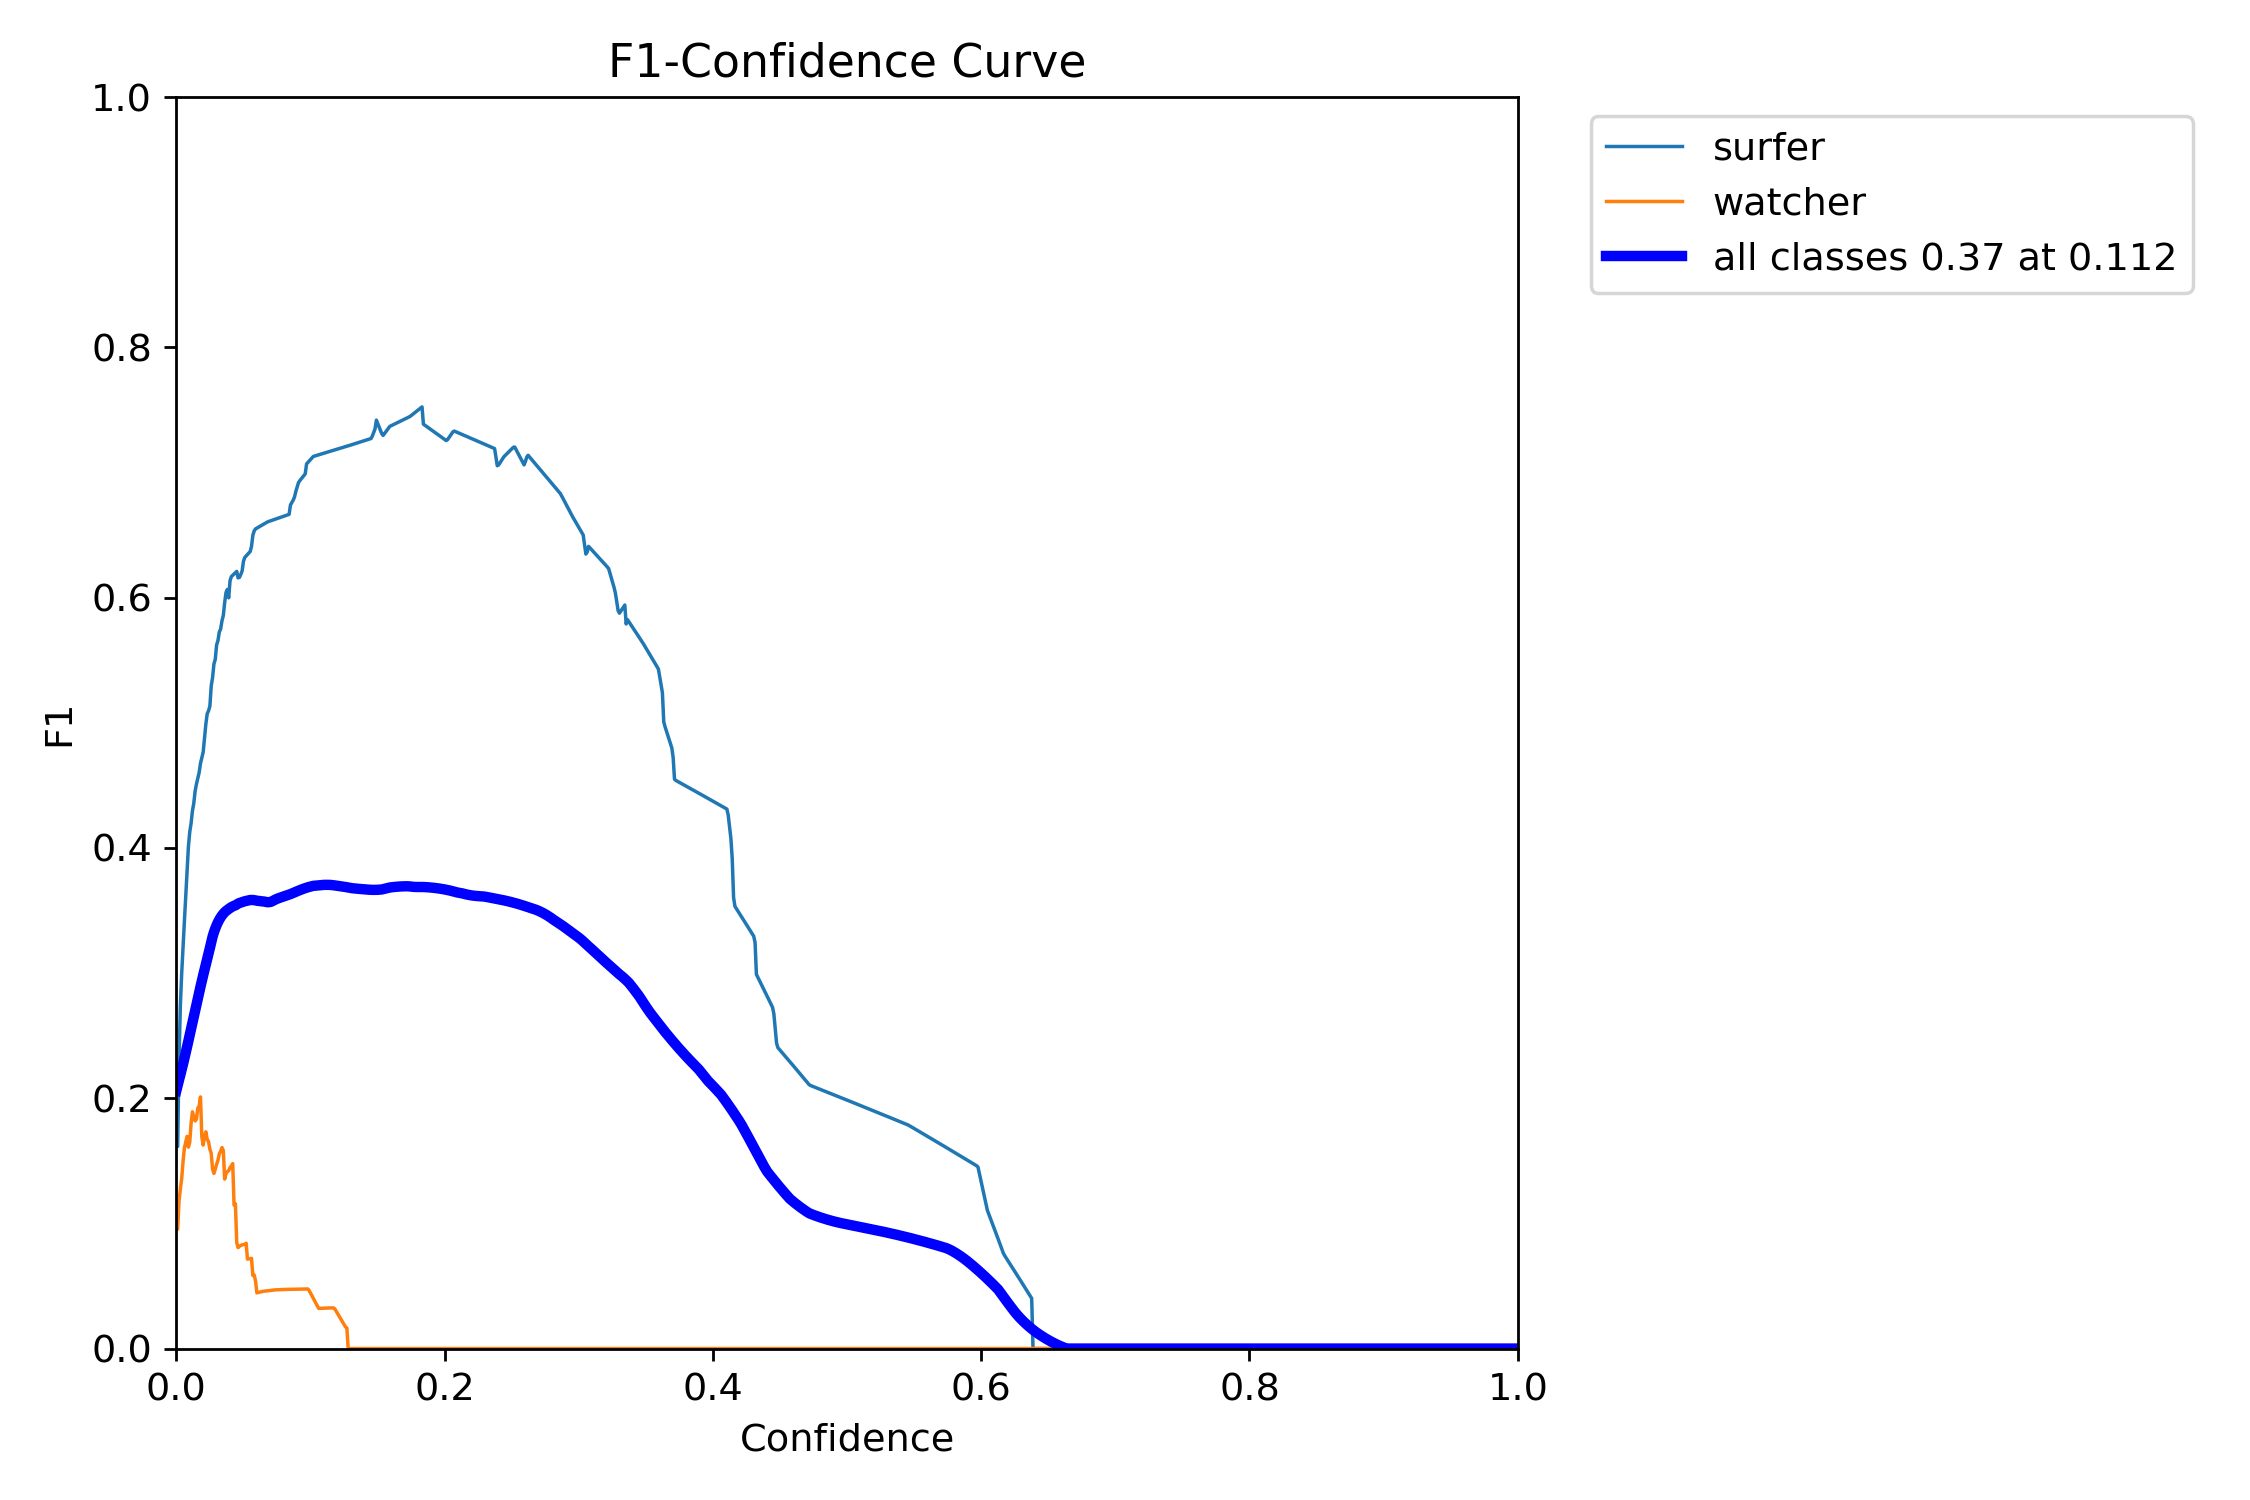 F1-Confidence Curve
1.0
0.8
0.6
0.4
0.2
0.0
F1
0.0 0.2 0.4 0.6 0.8 1.0
Confidence
surfer
watcher
all classes 0.37 at 0.112